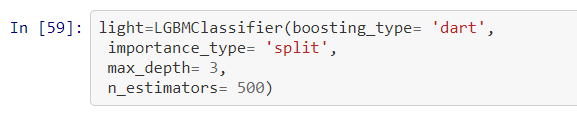 In [59]: light=LGBMClassifier(boosting_type= 'dart',
importance_type= 'split',
max_depth= 3,
n_estimators= 500)